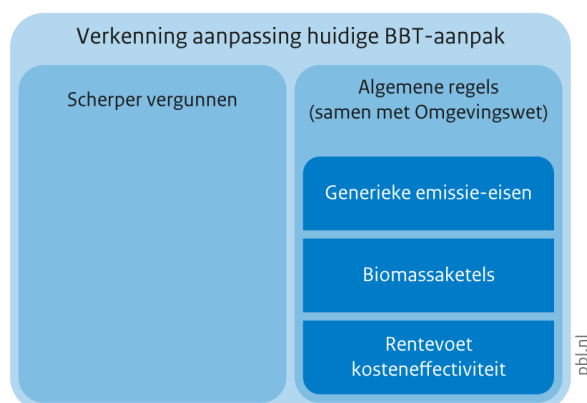 Verkenning aanpassing huidige BBT-aanpak
Scherper vergunnen
Algemene regels
(samen met Omgevingswet)
Generieke emissie-eisen
Biomassaketels
Rentevoet
kosteneffectiviteit
pbl.nl